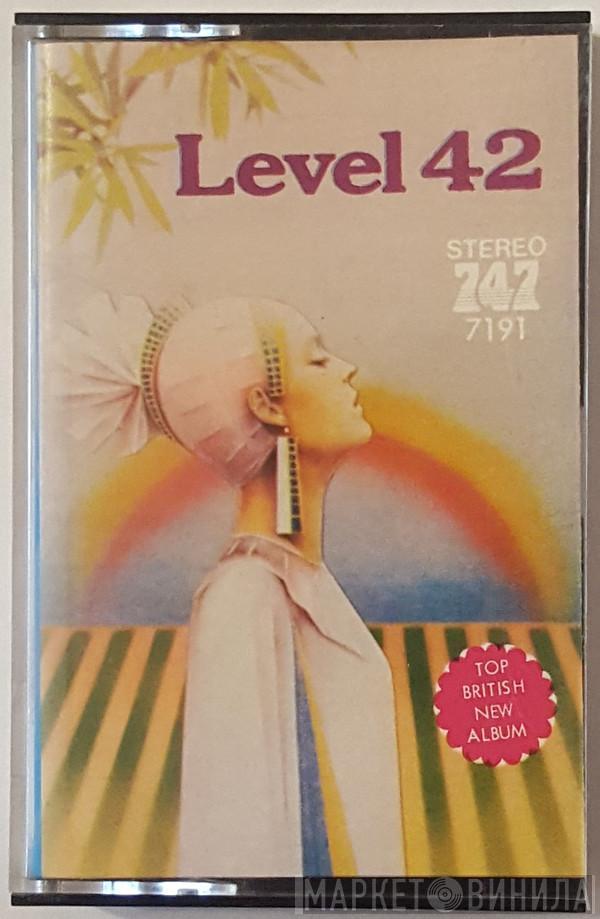 Level 42
STEREO
747
7191
TOP
BRITISH
NEW
ALBUM
МАРКЕТ ВИНИЛА